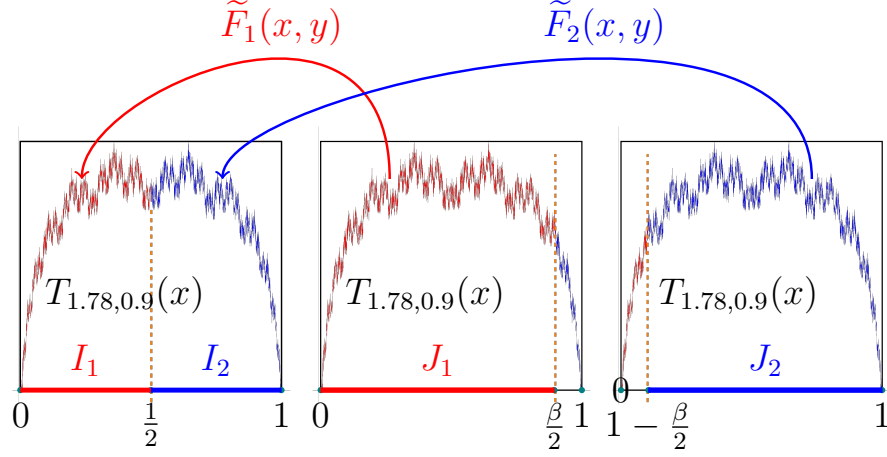 F̃₁(x, y) F̃₂(x, y)
T₁.₇₈,₀.₉(x) T₁.₇₈,₀.₉(x) T₁.₇₈,₀.₉(x)
I₁ I₂ J₁ J₂
0
0 1/2 1 0 β/2 1 1 − β/2 1